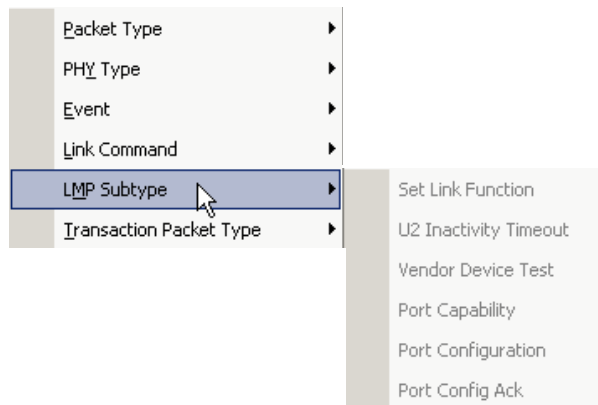 Packet Type
PHY Type
Event
Link Command
LMP Subtype
Transaction Packet Type
Set Link Function
U2 Inactivity Timeout
Vendor Device Test
Port Capability
Port Configuration
Port Config Ack